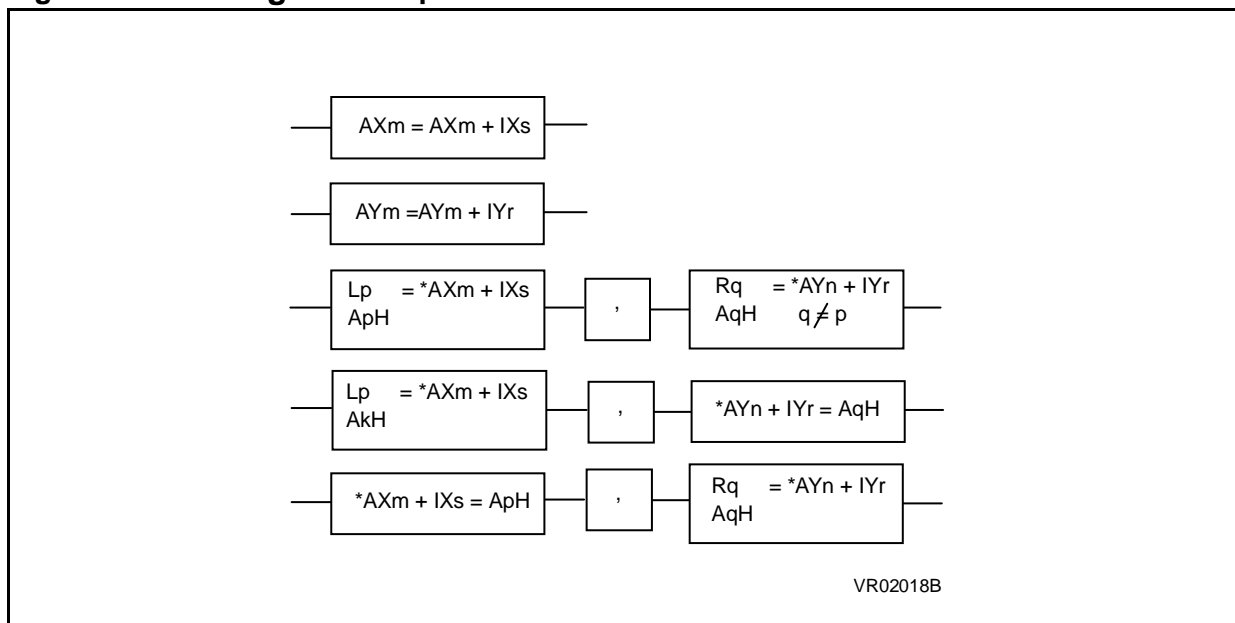 AXm = AXm + IXs
AYm =AYm + IYr
Lp = *AXm + IXs , Rq = *AYn + IYr
ApH AqH q ≠ p
Lp = *AXm + IXs , *AYn + IYr = AqH
AkH
*AXm + IXs = ApH , Rq = *AYn + IYr
AqH
VR02018B